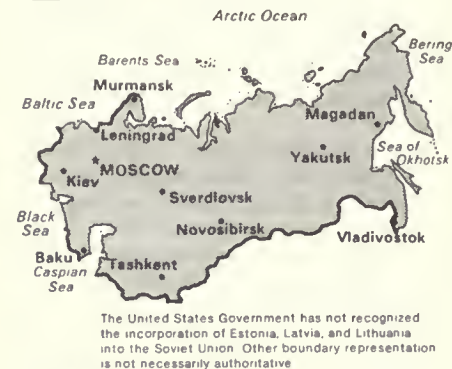 Arctic Ocean
Bering
Sea
Barents Sea
Murmansk
Baltic Sea
Magadan
Leningrad
Sea of
Okhotsk
MOSCOW
Yakutsk
Kiev
Sverdlovsk
Black
Sea
Novosibirsk
Vladivostok
Baku
Caspian
Sea
Tashkent
The United States Government has not recognized
the incorporation of Estonia, Latvia, and Lithuania
into the Soviet Union Other boundary representation
is not necessarily authoritative